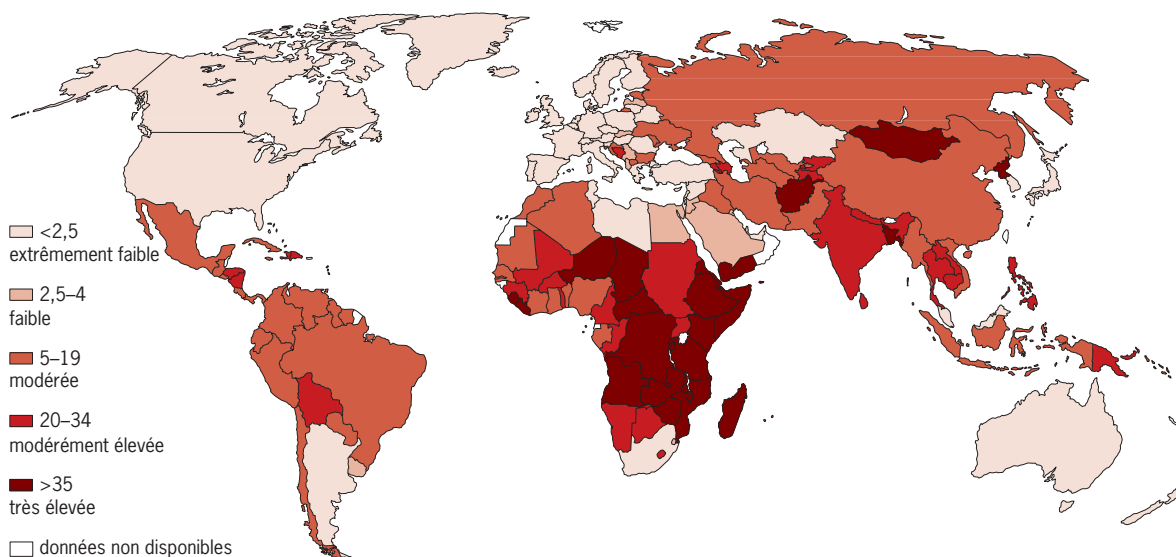 <2,5
extrêmement faible
2,5–4
faible
5–19
modérée
20–34
modérément élevée
>35
très élevée
données non disponibles